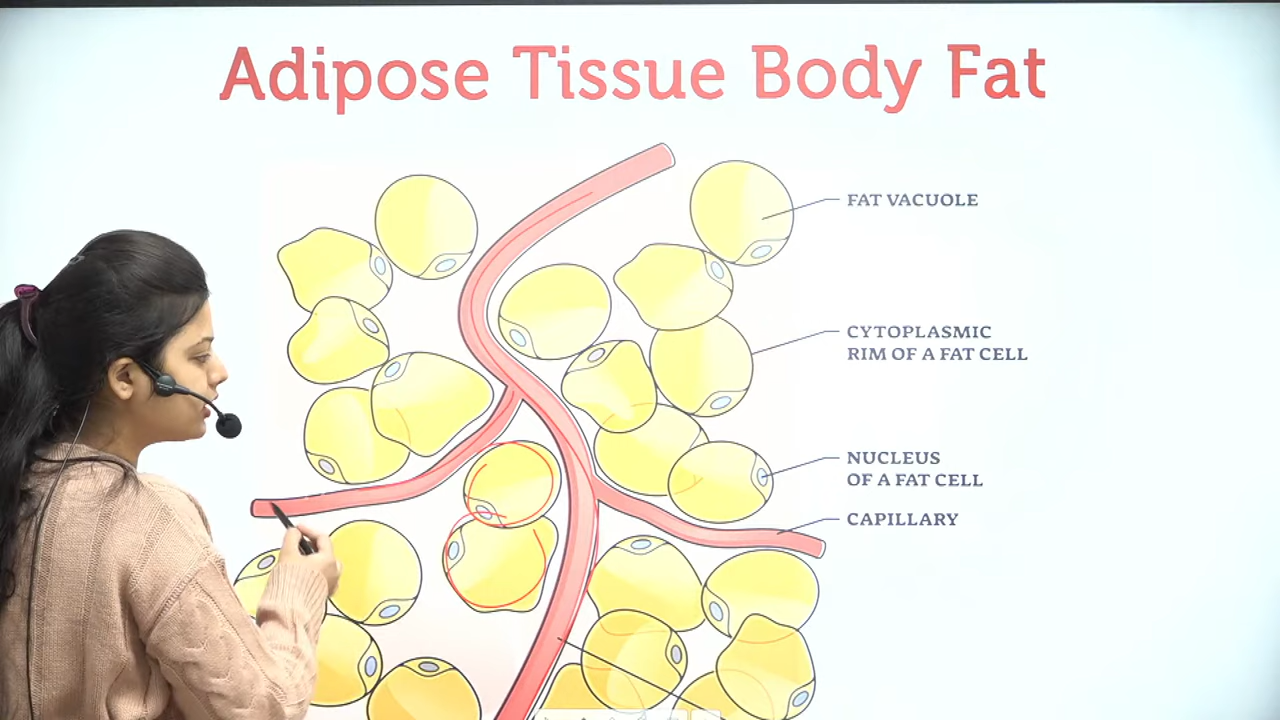 Adipose Tissue Body Fat
FAT VACUOLE
CYTOPLASMIC
RIM OF A FAT CELL
NUCLEUS
OF A FAT CELL
CAPILLARY